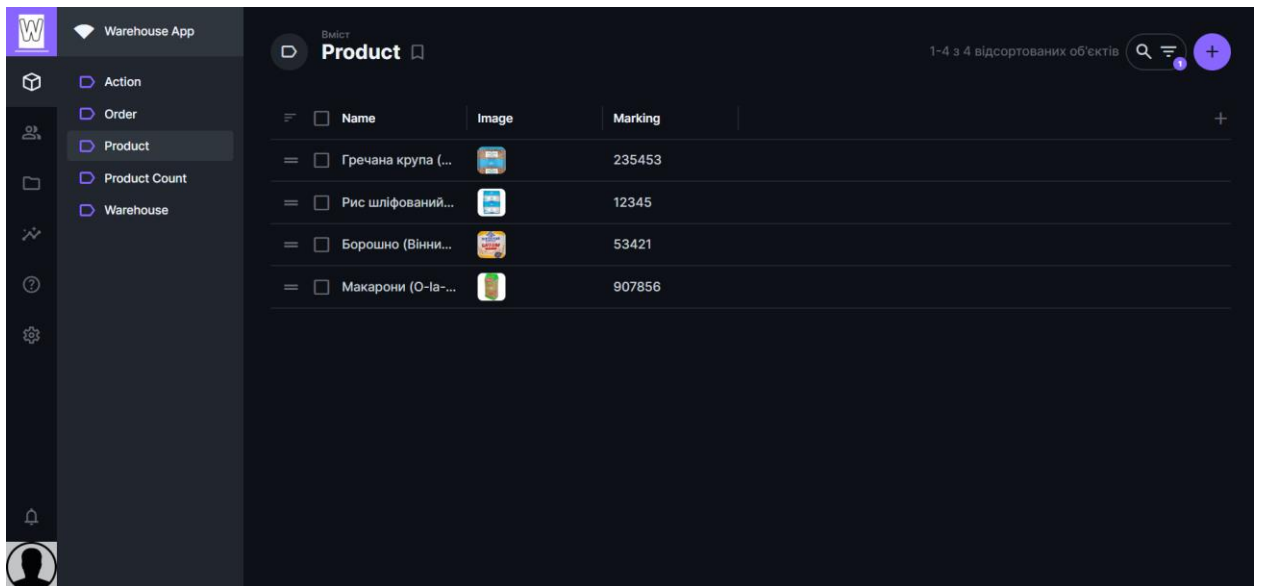 W
Warehouse App
Action
Order
Product
Product Count
Warehouse
Вміст
Product
1-4 з 4 відсортованих об'єктів
1
Name Image Marking
Гречана крупа (... 235453
Рис шліфований... 12345
Борошно (Вінни... 53421
Макарони (O-la-... 907856